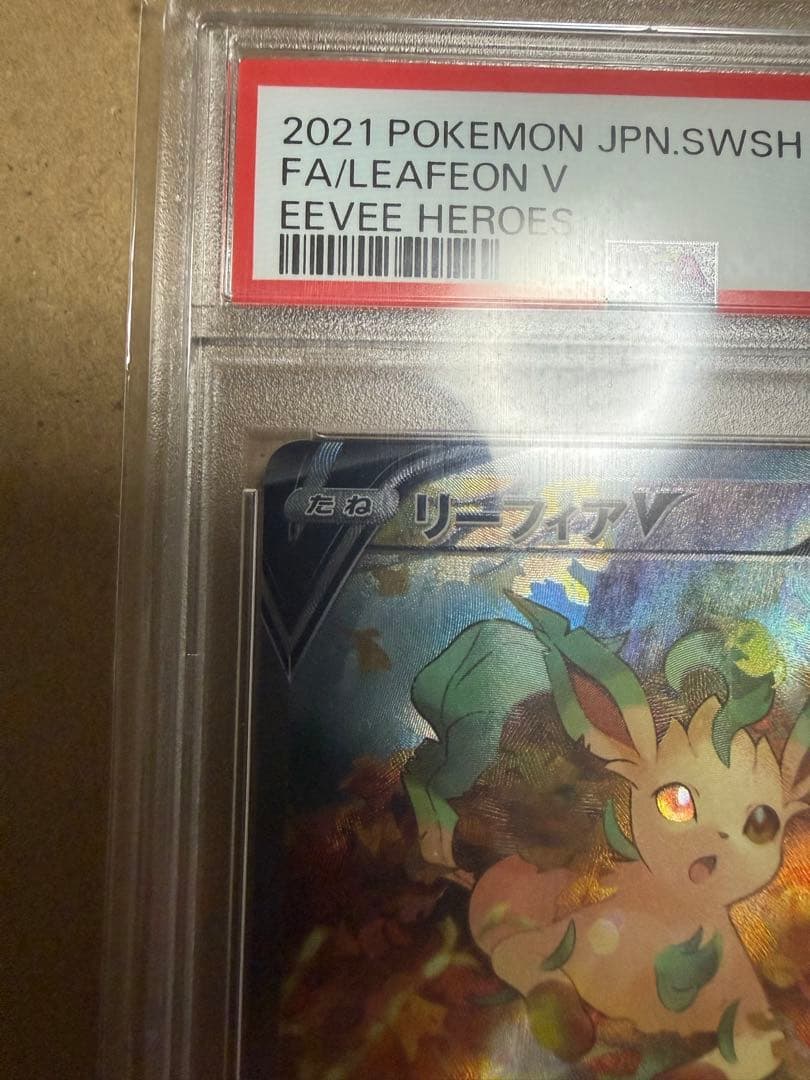 2021 POKEMON JPN.SWSH
FA/LEAFEON V
EEVEE HEROES
たね リーフィアV